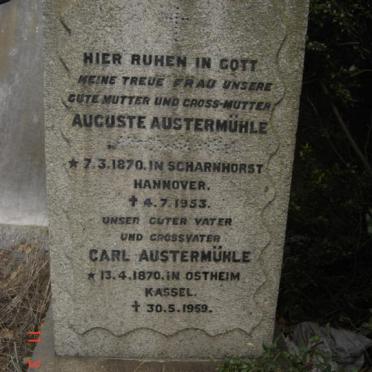 HIER RUHEN IN GOTT
MEINE TREUE FRAU UNSERE
GUTE MUTTER UND GROSS-MUTTER
AUGUSTE AUSTERMÜHLE
★ 7.3.1870. IN SCHARNHORST
HANNOVER.
✝ 4.7.1953.
UNSER GUTER VATER
UND GROSSVATER
CARL AUSTERMÜHLE
★ 13.4.1870. IN OSTHEIM
KASSEL.
✝ 30.5.1959.